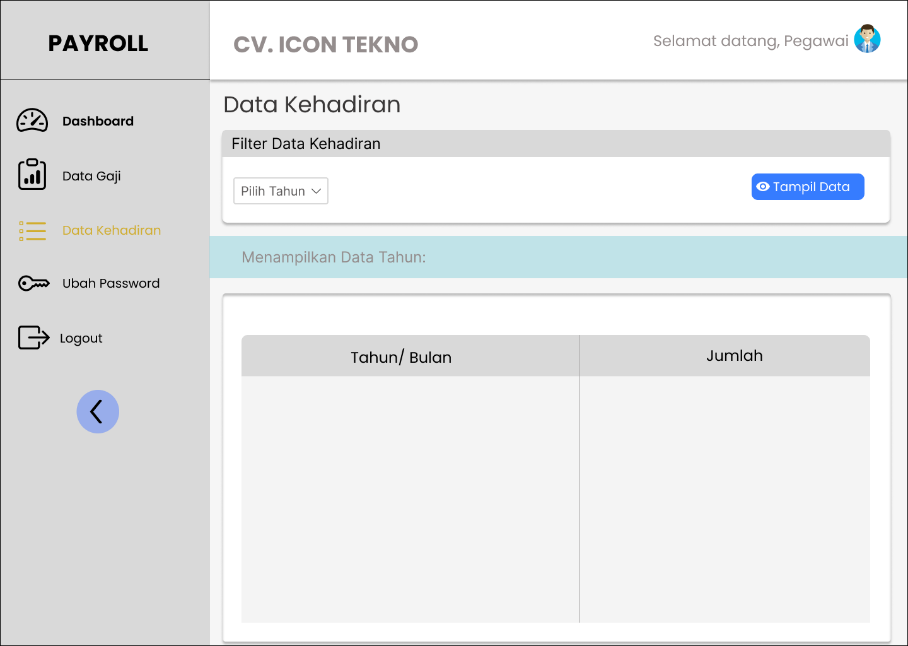 PAYROLL
CV. ICON TEKNO
Selamat datang, Pegawai
Dashboard
Data Gaji
Data Kehadiran
Ubah Password
Logout
Data Kehadiran
Filter Data Kehadiran
Pilih Tahun
Tampil Data
Menampilkan Data Tahun:
Tahun/ Bulan
Jumlah